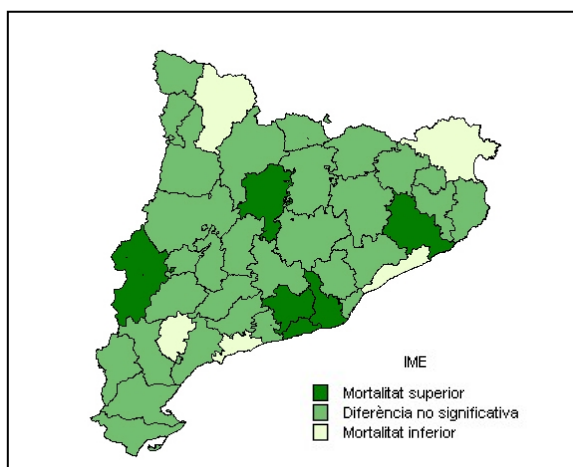 IME
Mortalitat superior
Diferència no significativa
Mortalitat inferior